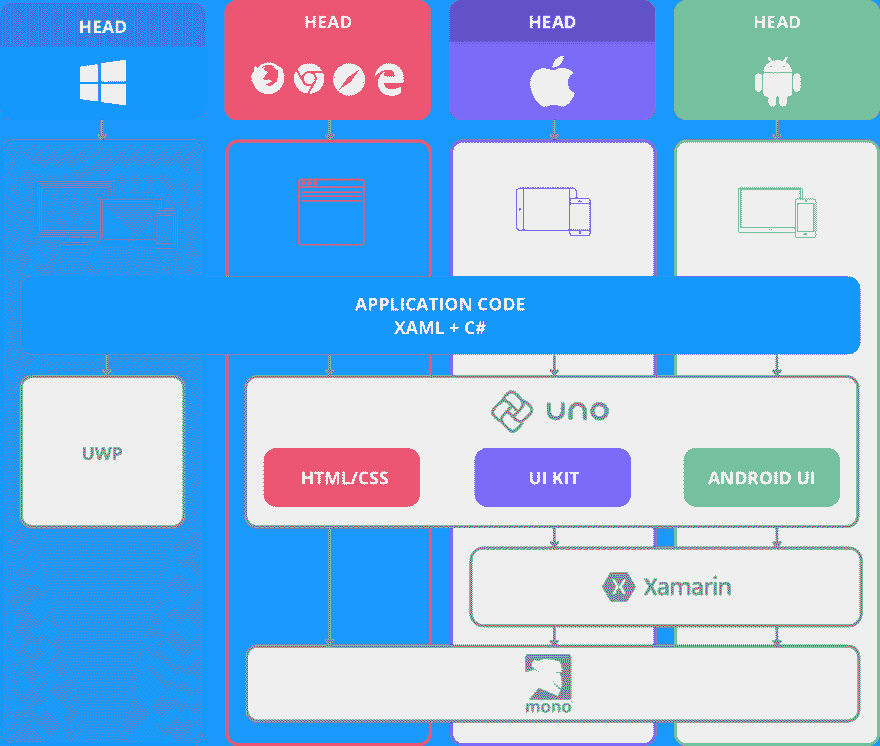 HEAD
HEAD
HEAD
HEAD
APPLICATION CODE
XAML + C#
UWP
uno
HTML/CSS
UI KIT
ANDROID UI
X Xamarin
mono